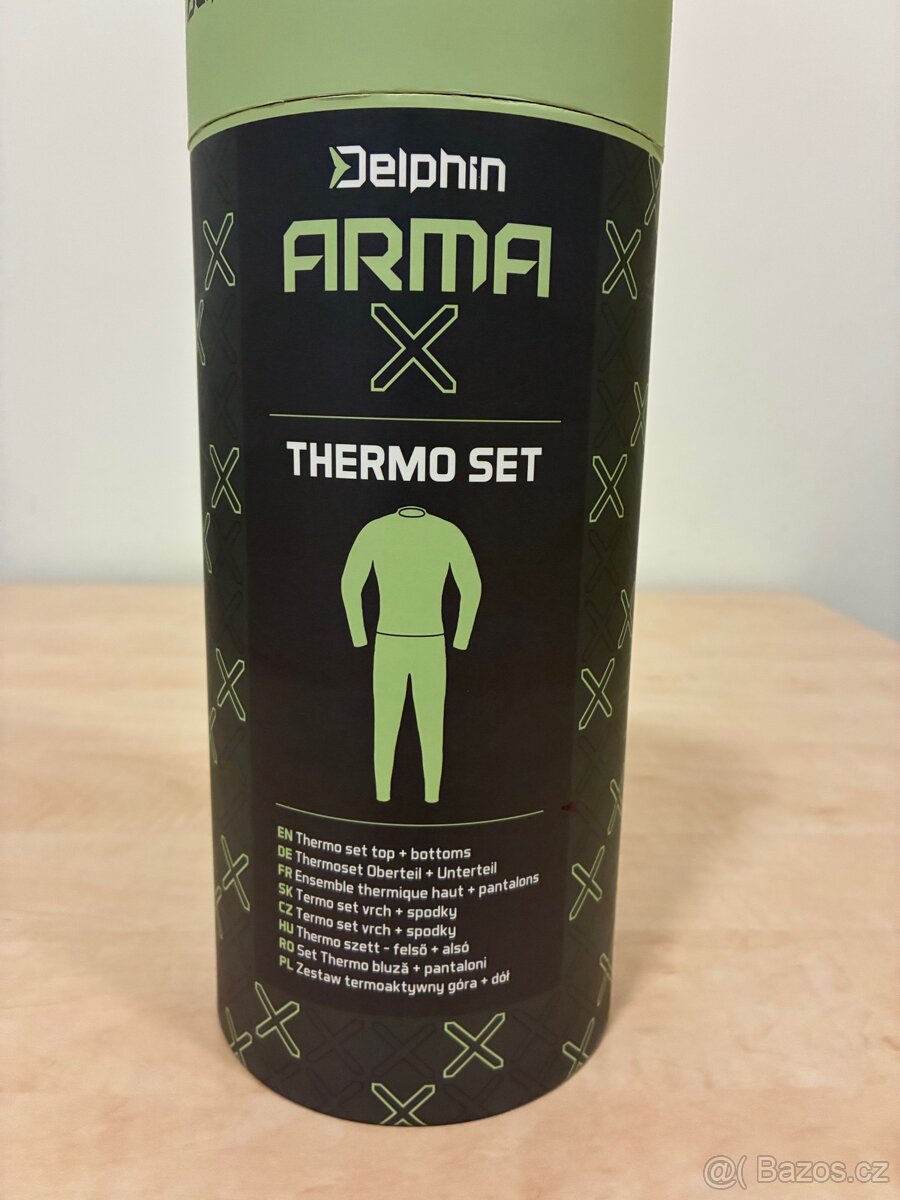 Delphin
ARMA
X
THERMO SET
EN Thermo set top + bottoms
DE Thermoset Oberteil + Unterteil
FR Ensemble thermique haut + pantalons
SK Termo set vrch + spodky
CZ Termo set vrch + spodky
HU Thermo szett - felső + alsó
RO Set Thermo bluză + pantaloni
PL Zestaw termoaktywny góra + dół
@( Bazos.cz